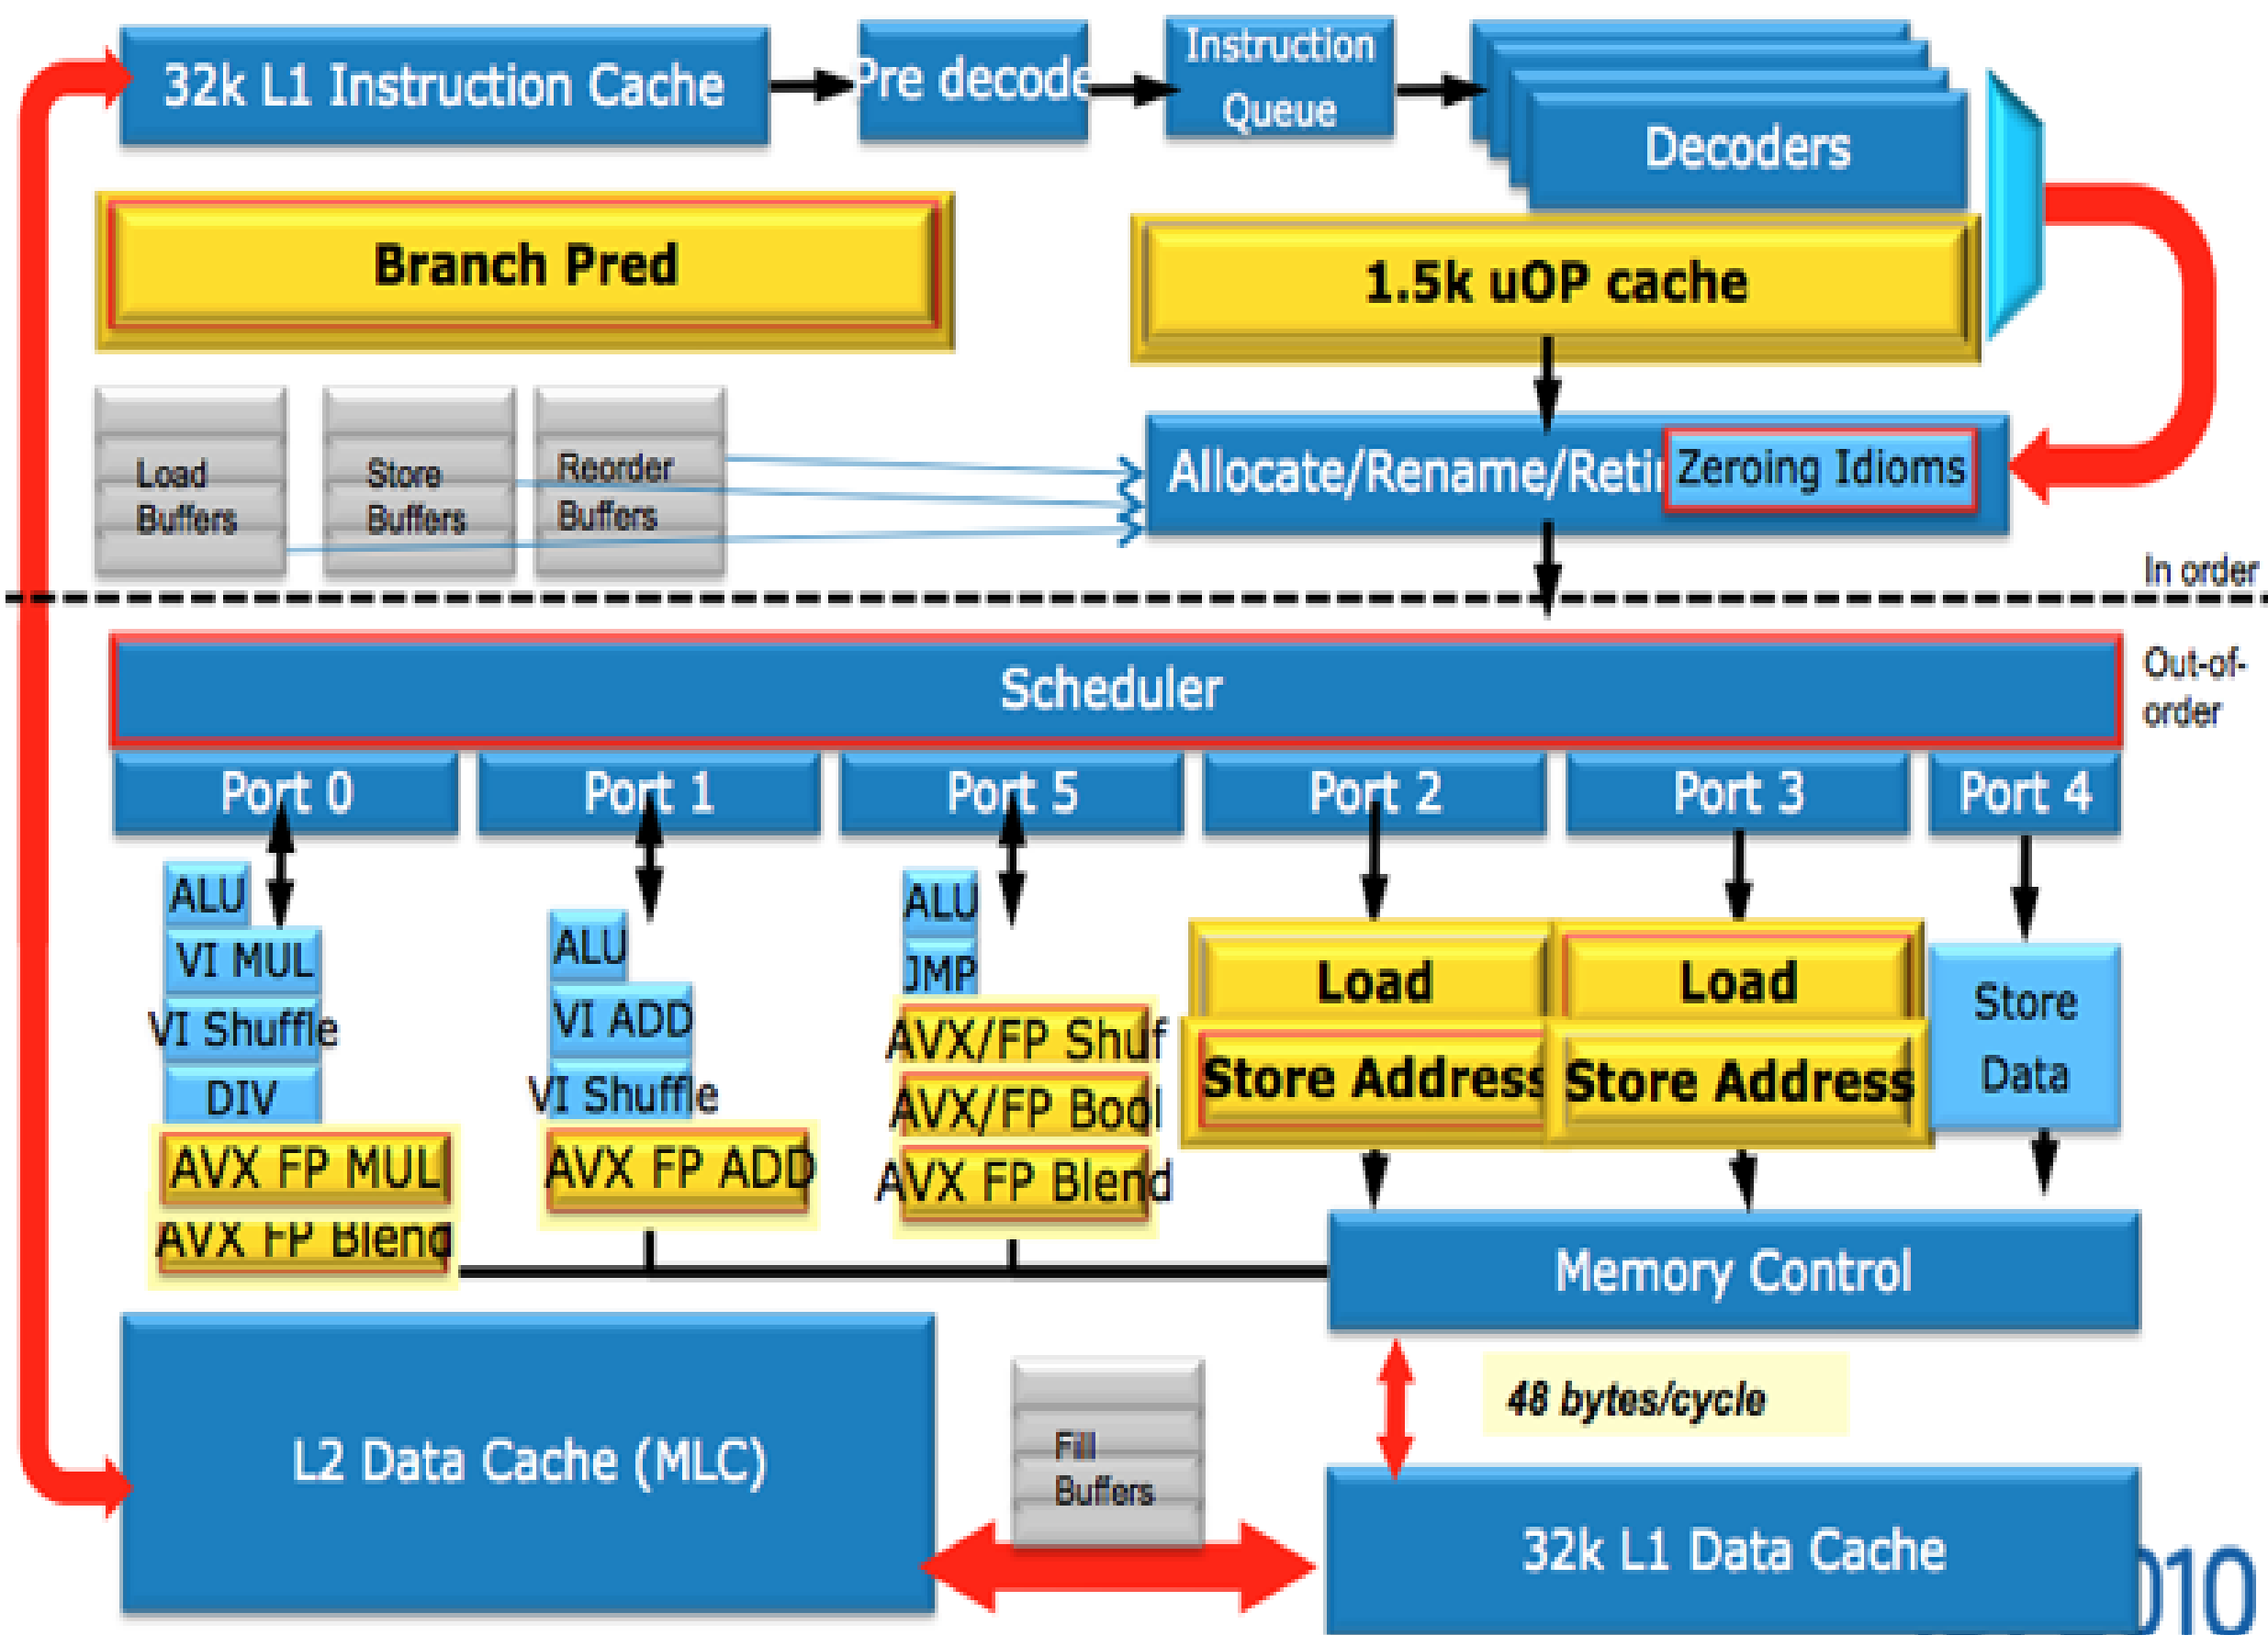 32k L1 Instruction Cache
Pre decode
Instruction
Queue
Decoders
Branch Pred
1.5k uOP cache
Load
Buffers
Store
Buffers
Reorder
Buffers
Allocate/Rename/Reti
Zeroing Idioms
In order
Out-of-
order
Scheduler
Port 0
Port 1
Port 5
Port 2
Port 3
Port 4
ALU
VI MUL
VI Shuffle
DIV
AVX FP MUL
AVX FP Blend
ALU
VI ADD
VI Shuffle
AVX FP ADD
ALU
JMP
AVX/FP Shuf
AVX/FP Bool
AVX FP Blend
Load
Store Address
Load
Store Address
Store
Data
Memory Control
48 bytes/cycle
L2 Data Cache (MLC)
Fill
Buffers
32k L1 Data Cache
010